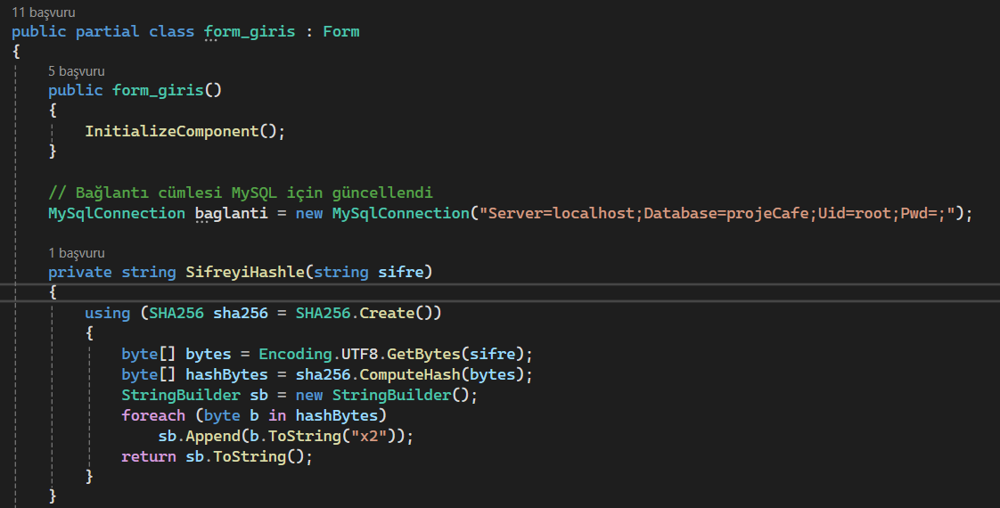 11 başvuru
public partial class form_giris : Form
{
5 başvuru
public form_giris()
{
InitializeComponent();
}
// Bağlantı cümlesi MySQL için güncellendi
MySqlConnection baglanti = new MySqlConnection("Server=localhost;Database=projeCafe;Uid=root;Pwd=;");
1 başvuru
private string SifreyiHashle(string sifre)
{
using (SHA256 sha256 = SHA256.Create())
{
byte[] bytes = Encoding.UTF8.GetBytes(sifre);
byte[] hashBytes = sha256.ComputeHash(bytes);
StringBuilder sb = new StringBuilder();
foreach (byte b in hashBytes)
sb.Append(b.ToString("x2"));
return sb.ToString();
}
}